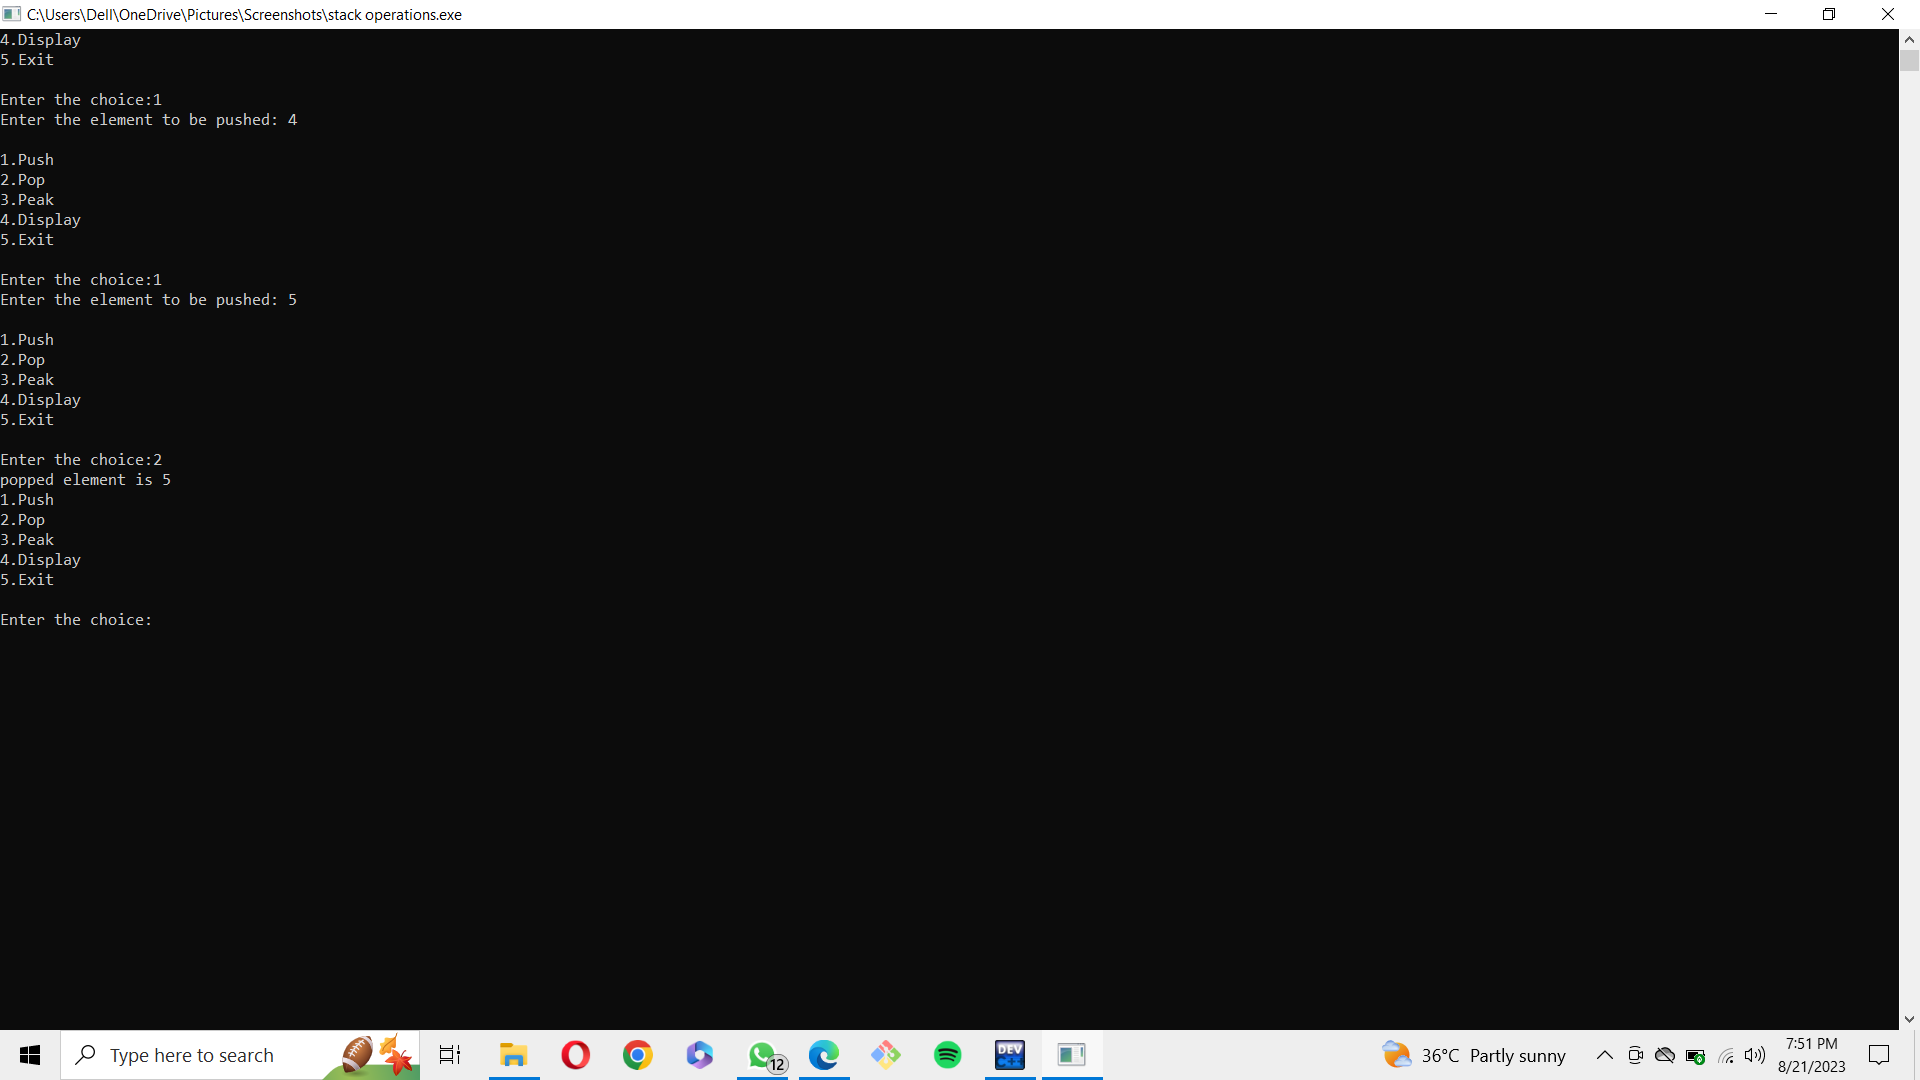 C:\Users\Dell\OneDrive\Pictures\Screenshots\stack operations.exe
4.Display
5.Exit
Enter the choice:1
Enter the element to be pushed: 4
1.Push
2.Pop
3.Peak
4.Display
5.Exit
Enter the choice:1
Enter the element to be pushed: 5
1.Push
2.Pop
3.Peak
4.Display
5.Exit
Enter the choice:2
popped element is 5
1.Push
2.Pop
3.Peak
4.Display
5.Exit
Enter the choice:
Type here to search
12
DEV
C++
36°C Partly sunny
7:51 PM
8/21/2023